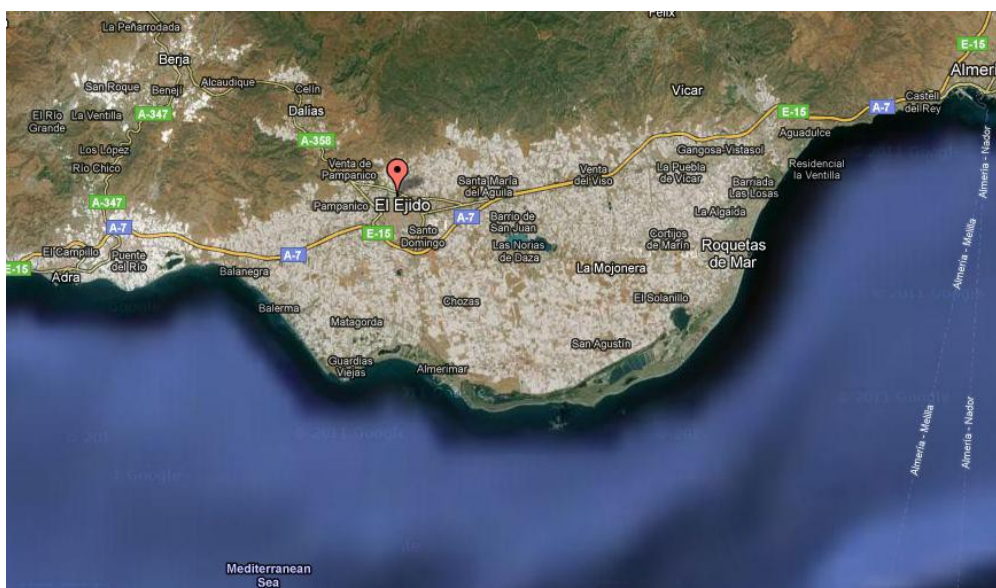 Felix
La Peñarrodada
E-15
Berja
Almerí
Alcaudique
San Roque
Benejí
Celín
Vicar
Castell
del Rey
El Río
Grande
La Ventilla
A-347
Dalías
E-15
A-7
A-358
Aguadulce
Los López
Gangosa-Vistasol
Río Chico
Venta de
Pampanico
Venta
del Viso
La Puebla
de Vícar
Residencial
la Ventilla
Santa María
del Águila
Barriada
Las Losas
A-347
Pampanico
El Ejido
A-7
Barrio de
San Juan
La Algaida
A-7
E-15
Santo
Domingo
Cortijos
de Marín
Roquetas
de Mar
El Campillo
Puente
del Río
A-7
Las Norias
de Daza
E-15
Adra
Balanegra
La Mojonera
Balerma
Chozas
El Solanillo
Matagorda
San Agustín
Guardias
Viejas
Almerimar
Almería - Nador
Almería - Melilla
Almería - Melilla
Almería - Nador
Mediterranean
Sea